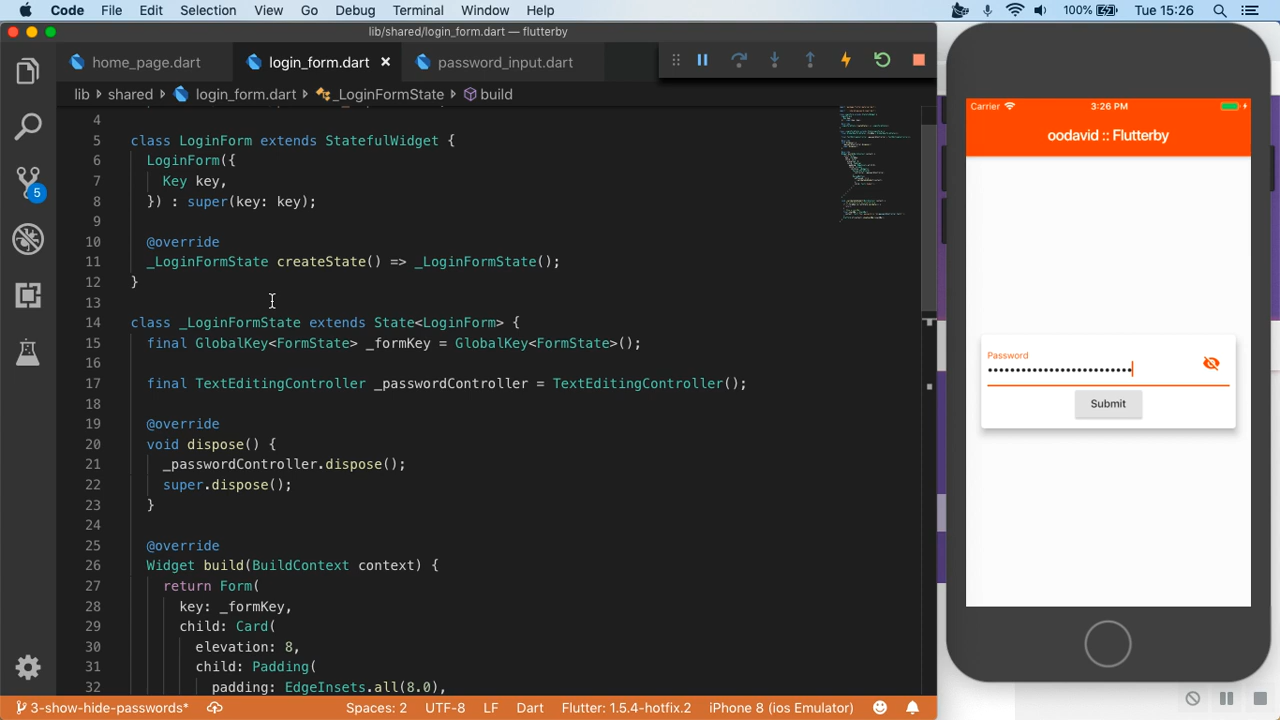 Code File Edit Selection View Go Debug Terminal Window Help 100% Tue 15:26
lib/shared/login_form.dart — flutterby
home_page.dart login_form.dart password_input.dart
lib > shared > login_form.dart > _LoginFormState > build
4
5 class LoginForm extends StatefulWidget {
6 LoginForm({
7 Key key,
8 }) : super(key: key);
9
10 @override
11 _LoginFormState createState() => _LoginFormState();
12 }
13
14 class _LoginFormState extends State<LoginForm> {
15 final GlobalKey<FormState> _formKey = GlobalKey<FormState>();
16
17 final TextEditingController _passwordController = TextEditingController();
18
19 @override
20 void dispose() {
21 _passwordController.dispose();
22 super.dispose();
23 }
24
25 @override
26 Widget build(BuildContext context) {
27 return Form(
28 key: _formKey,
29 child: Card(
30 elevation: 8,
31 child: Padding(
32 padding: EdgeInsets.all(8.0),
5
3-show-hide-passwords* Spaces: 2 UTF-8 LF Dart Flutter: 1.5.4-hotfix.2 iPhone 8 (ios Emulator)
Carrier 3:26 PM
oodavid :: Flutterby
Password
Submit